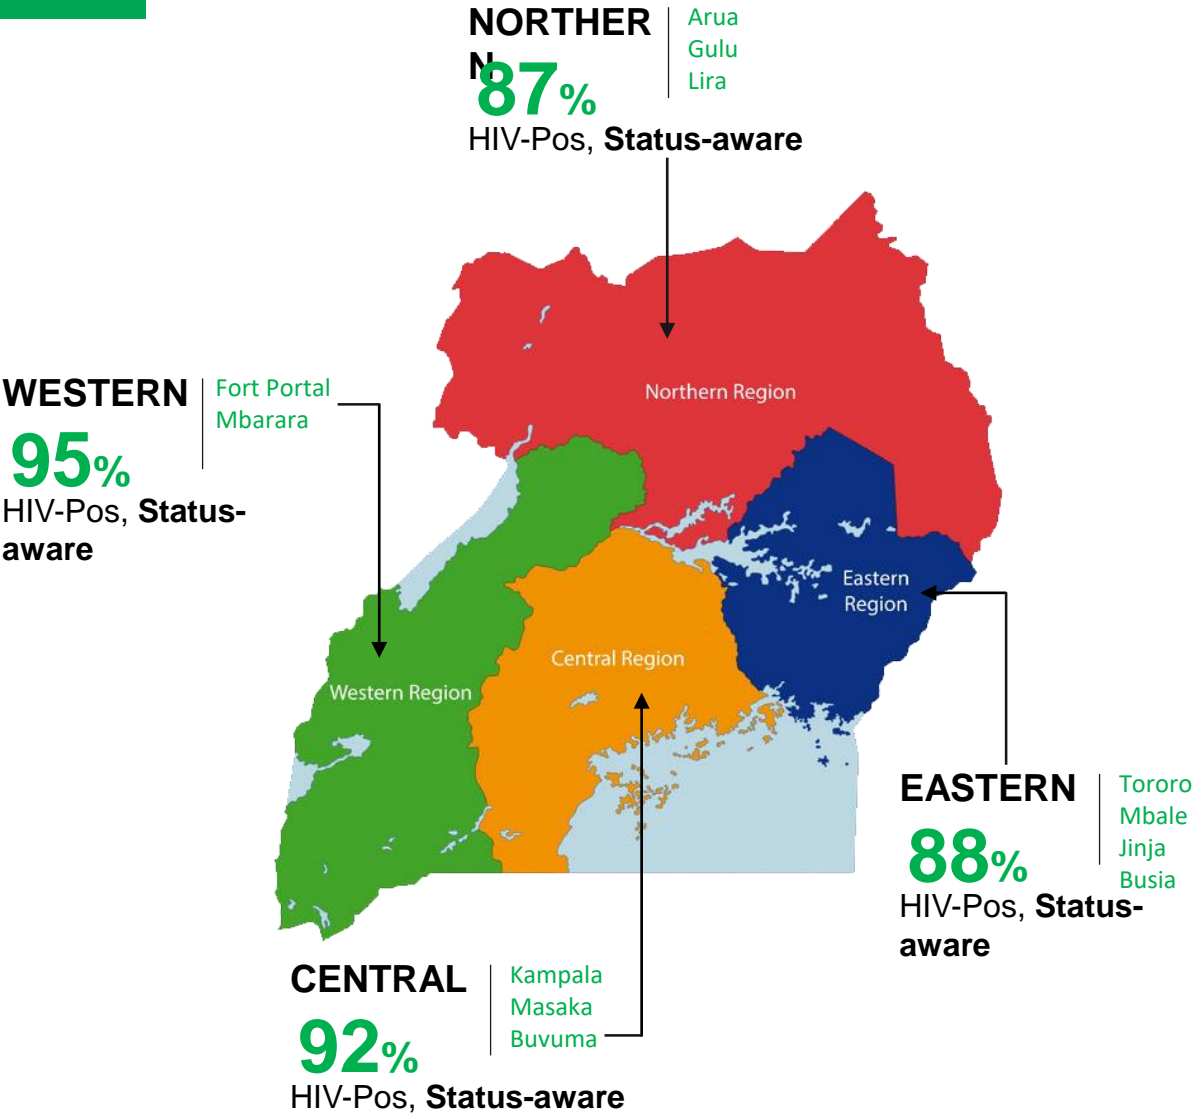 NORTHER
N
87%
HIV-Pos, Status-aware
Arua
Gulu
Lira
WESTERN
95%
HIV-Pos, Status-
aware
Fort Portal
Mbarara
Northern Region
Eastern
Region
Central Region
Western Region
EASTERN
88%
HIV-Pos, Status-
aware
Tororo
Mbale
Jinja
Busia
CENTRAL
92%
HIV-Pos, Status-aware
Kampala
Masaka
Buvuma